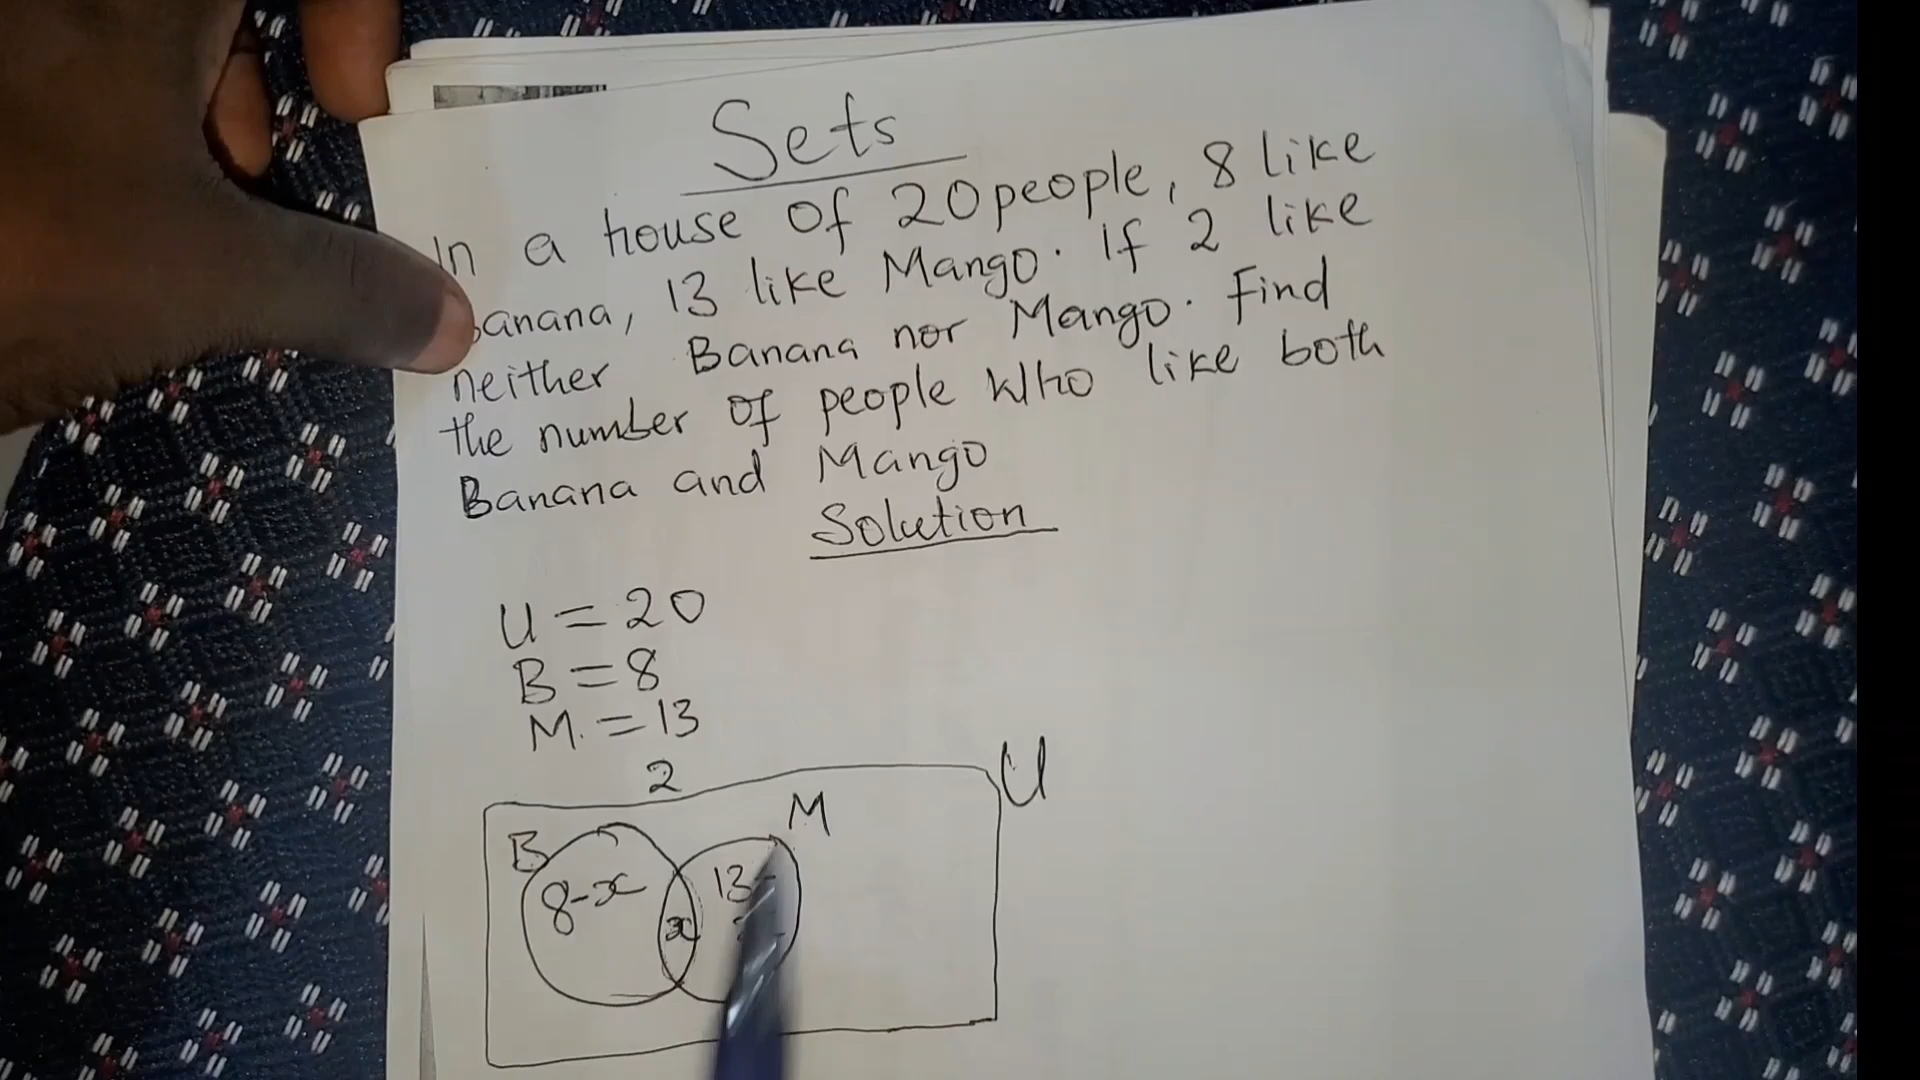 Sets
In a house of 20 people, 8 like
Banana, 13 like Mango. If 2 like
neither Banana nor Mango. Find
the number of people who like both
Banana and Mango
Solution
U = 20
B = 8
M. = 13
2
U
B
M
8-x
x
13-